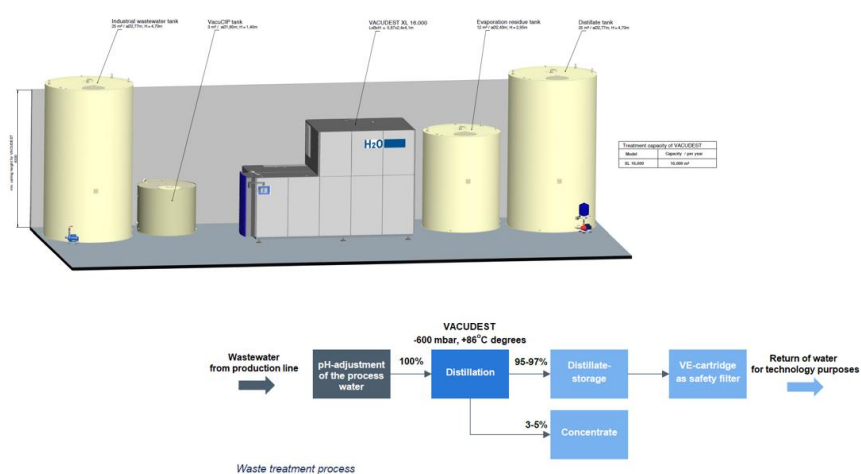 Industrial wastewater tank
VacuCIP tank
VACUDEST XL 16.000
Evaporation residue tank
Distillate tank
H2O
Treatment capacity of VACUDEST
Model Capacity / per year
XL 16.000 16.000 m³
VACUDEST
-600 mbar, +86°C degrees
Wastewater
from production line
pH-adjustment
of the process
water
100%
Distillation
95-97%
Distillate-
storage
VE-cartridge
as safety filter
Return of water
for technology purposes
3-5%
Concentrate
Waste treatment process